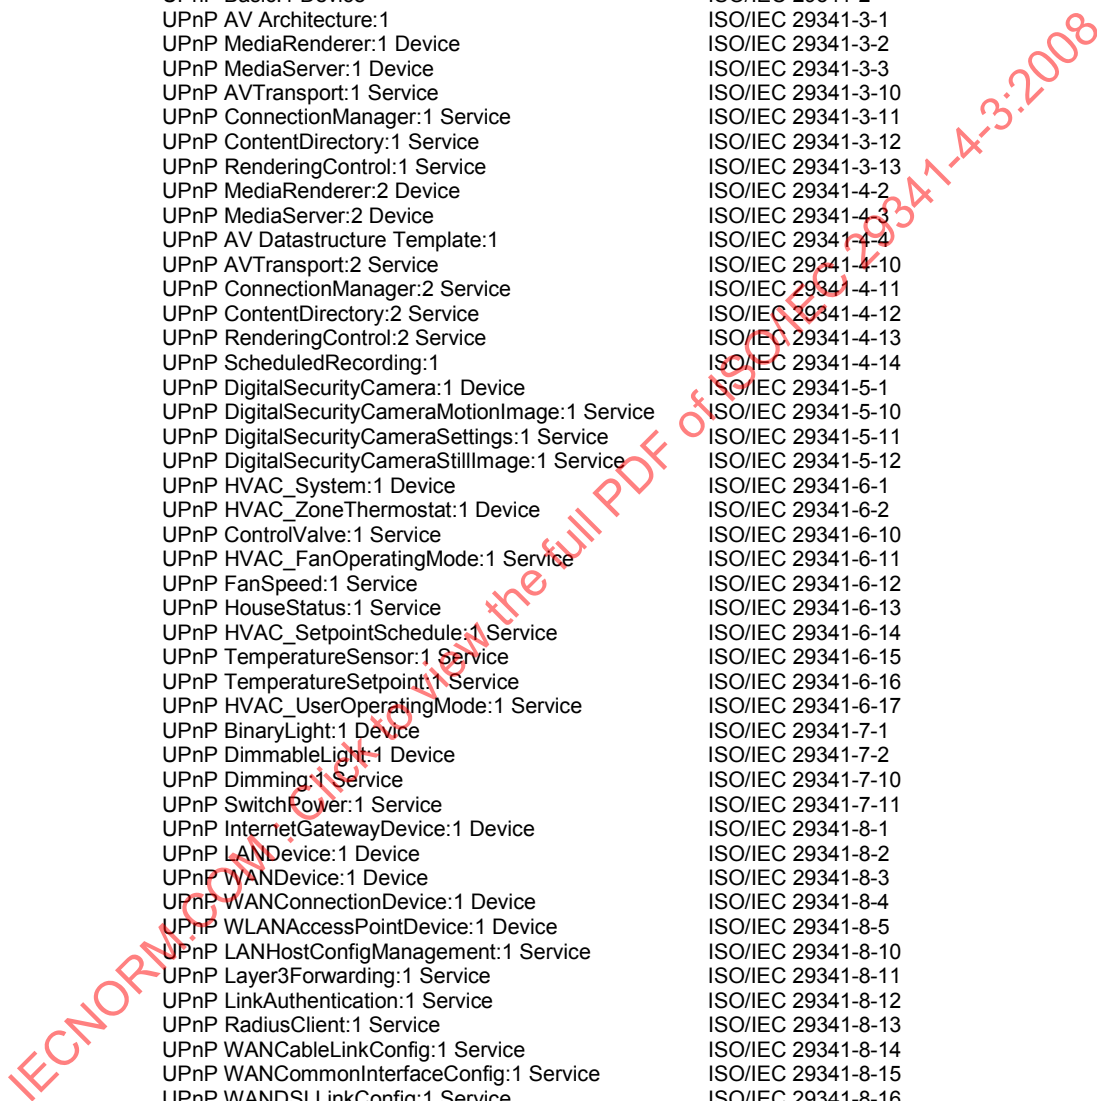 UPnP AV Architecture:1 ISO/IEC 29341-3-1
UPnP MediaRenderer:1 Device ISO/IEC 29341-3-2
UPnP MediaServer:1 Device ISO/IEC 29341-3-3
UPnP AVTransport:1 Service ISO/IEC 29341-3-10
UPnP ConnectionManager:1 Service ISO/IEC 29341-3-11
UPnP ContentDirectory:1 Service ISO/IEC 29341-3-12
UPnP RenderingControl:1 Service ISO/IEC 29341-3-13
UPnP MediaRenderer:2 Device ISO/IEC 29341-4-2
UPnP MediaServer:2 Device ISO/IEC 29341-4-3
UPnP AV Datastructure Template:1 ISO/IEC 29341-4-4
UPnP AVTransport:2 Service ISO/IEC 29341-4-10
UPnP ConnectionManager:2 Service ISO/IEC 29341-4-11
UPnP ContentDirectory:2 Service ISO/IEC 29341-4-12
UPnP RenderingControl:2 Service ISO/IEC 29341-4-13
UPnP ScheduledRecording:1 ISO/IEC 29341-4-14
UPnP DigitalSecurityCamera:1 Device ISO/IEC 29341-5-1
UPnP DigitalSecurityCameraMotionImage:1 Service ISO/IEC 29341-5-10
UPnP DigitalSecurityCameraSettings:1 Service ISO/IEC 29341-5-11
UPnP DigitalSecurityCameraStillImage:1 Service ISO/IEC 29341-5-12
UPnP HVAC_System:1 Device ISO/IEC 29341-6-1
UPnP HVAC_ZoneThermostat:1 Device ISO/IEC 29341-6-2
UPnP ControlValve:1 Service ISO/IEC 29341-6-10
UPnP HVAC_FanOperatingMode:1 Service ISO/IEC 29341-6-11
UPnP FanSpeed:1 Service ISO/IEC 29341-6-12
UPnP HouseStatus:1 Service ISO/IEC 29341-6-13
UPnP HVAC_SetpointSchedule:1 Service ISO/IEC 29341-6-14
UPnP TemperatureSensor:1 Service ISO/IEC 29341-6-15
UPnP TemperatureSetpoint:1 Service ISO/IEC 29341-6-16
UPnP HVAC_UserOperatingMode:1 Service ISO/IEC 29341-6-17
UPnP BinaryLight:1 Device ISO/IEC 29341-7-1
UPnP DimmableLight:1 Device ISO/IEC 29341-7-2
UPnP Dimming:1 Service ISO/IEC 29341-7-10
UPnP SwitchPower:1 Service ISO/IEC 29341-7-11
UPnP InternetGatewayDevice:1 Device ISO/IEC 29341-8-1
UPnP LANDevice:1 Device ISO/IEC 29341-8-2
UPnP WANDevice:1 Device ISO/IEC 29341-8-3
UPnP WANConnectionDevice:1 Device ISO/IEC 29341-8-4
UPnP WLANAccessPointDevice:1 Device ISO/IEC 29341-8-5
UPnP LANHostConfigManagement:1 Service ISO/IEC 29341-8-10
UPnP Layer3Forwarding:1 Service ISO/IEC 29341-8-11
UPnP LinkAuthentication:1 Service ISO/IEC 29341-8-12
UPnP RadiusClient:1 Service ISO/IEC 29341-8-13
UPnP WANCableLinkConfig:1 Service ISO/IEC 29341-8-14
UPnP WANCommonInterfaceConfig:1 Service ISO/IEC 29341-8-15
UPnP WANDSLLinkConfig:1 Service ISO/IEC 29341-8-16
IECNORM.COM : Click to view the full PDF of ISO/IEC 29341-4-3:2008